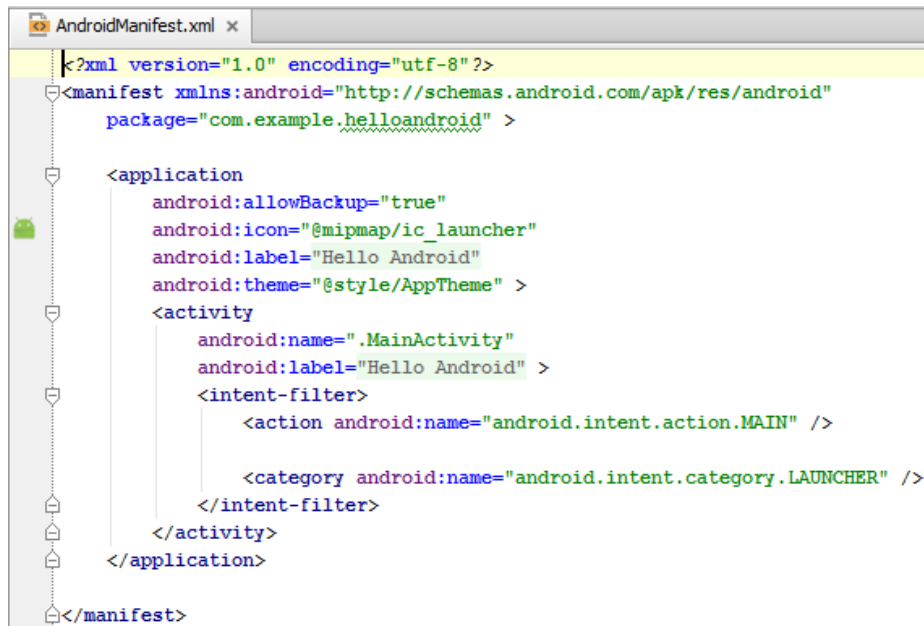 AndroidManifest.xml
<?xml version="1.0" encoding="utf-8"?>
<manifest xmlns:android="http://schemas.android.com/apk/res/android"
    package="com.example.helloandroid" >
    <application
        android:allowBackup="true"
        android:icon="@mipmap/ic_launcher"
        android:label="Hello Android"
        android:theme="@style/AppTheme" >
        <activity
            android:name=".MainActivity"
            android:label="Hello Android" >
            <intent-filter>
                <action android:name="android.intent.action.MAIN" />
                <category android:name="android.intent.category.LAUNCHER" />
            </intent-filter>
        </activity>
    </application>
</manifest>